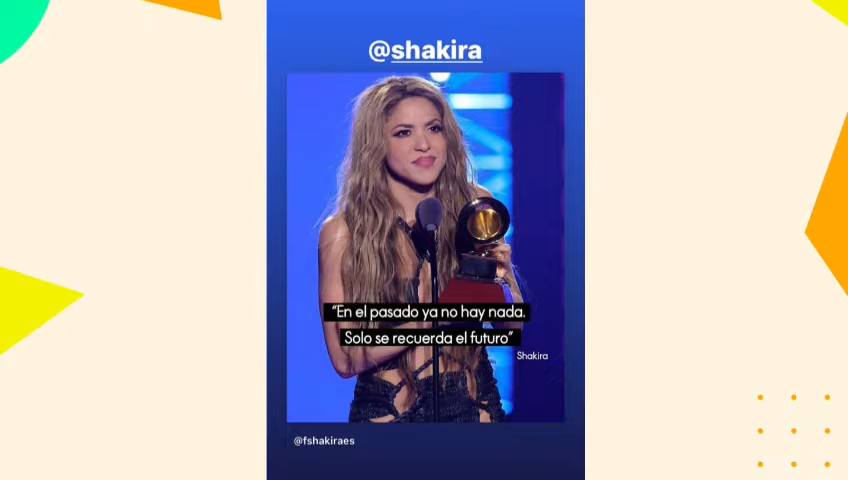 @shakira
“En el pasado ya no hay nada.
Solo se recuerda el futuro”
Shakira
@fshakiraes